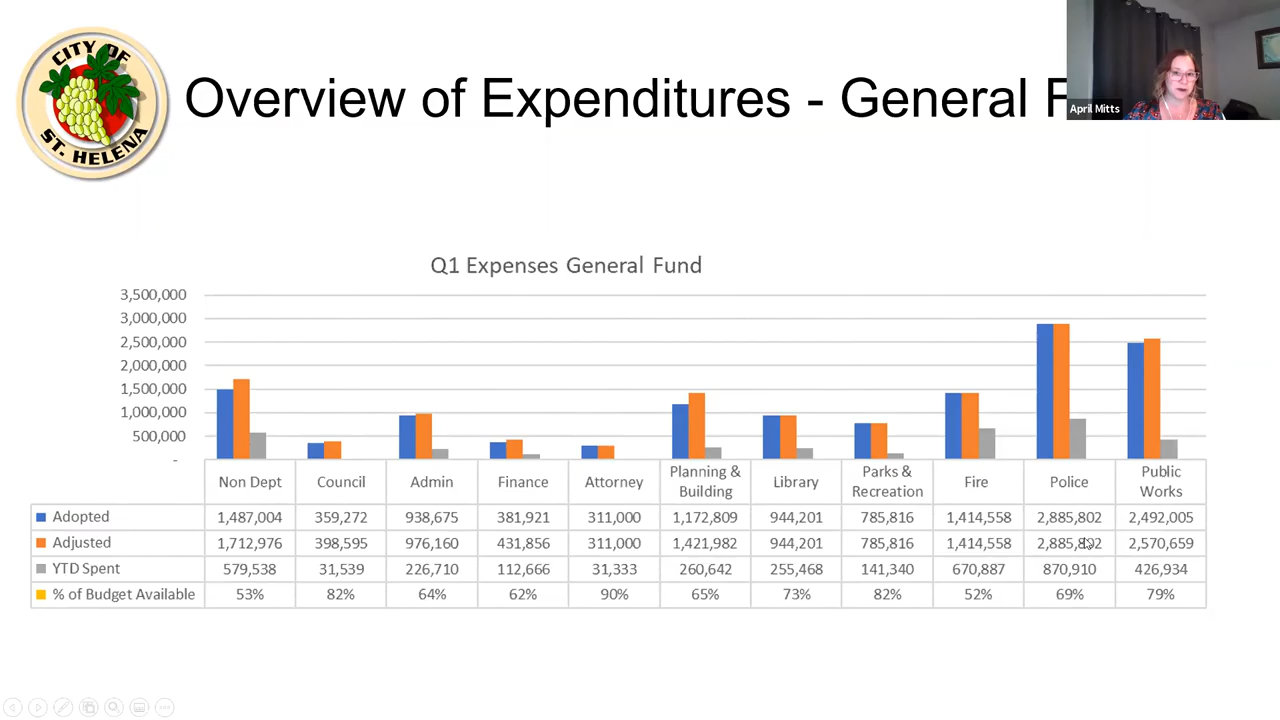 CITY OF
ST. HELENA
Overview of Expenditures - General F
April Mitts
Q1 Expenses General Fund
3,500,000
3,000,000
2,500,000
2,000,000
1,500,000
1,000,000
500,000
-
Non Dept Council Admin Finance Attorney Planning & Building Library Parks & Recreation Fire Police Public Works
Adopted 1,487,004 359,272 938,675 381,921 311,000 1,172,809 944,201 785,816 1,414,558 2,885,802 2,492,005
Adjusted 1,712,976 398,595 976,160 431,856 311,000 1,421,982 944,201 785,816 1,414,558 2,885,802 2,570,659
YTD Spent 579,538 31,539 226,710 112,666 31,333 260,642 255,468 141,340 670,887 870,910 426,934
% of Budget Available 53% 82% 64% 62% 90% 65% 73% 82% 52% 69% 79%